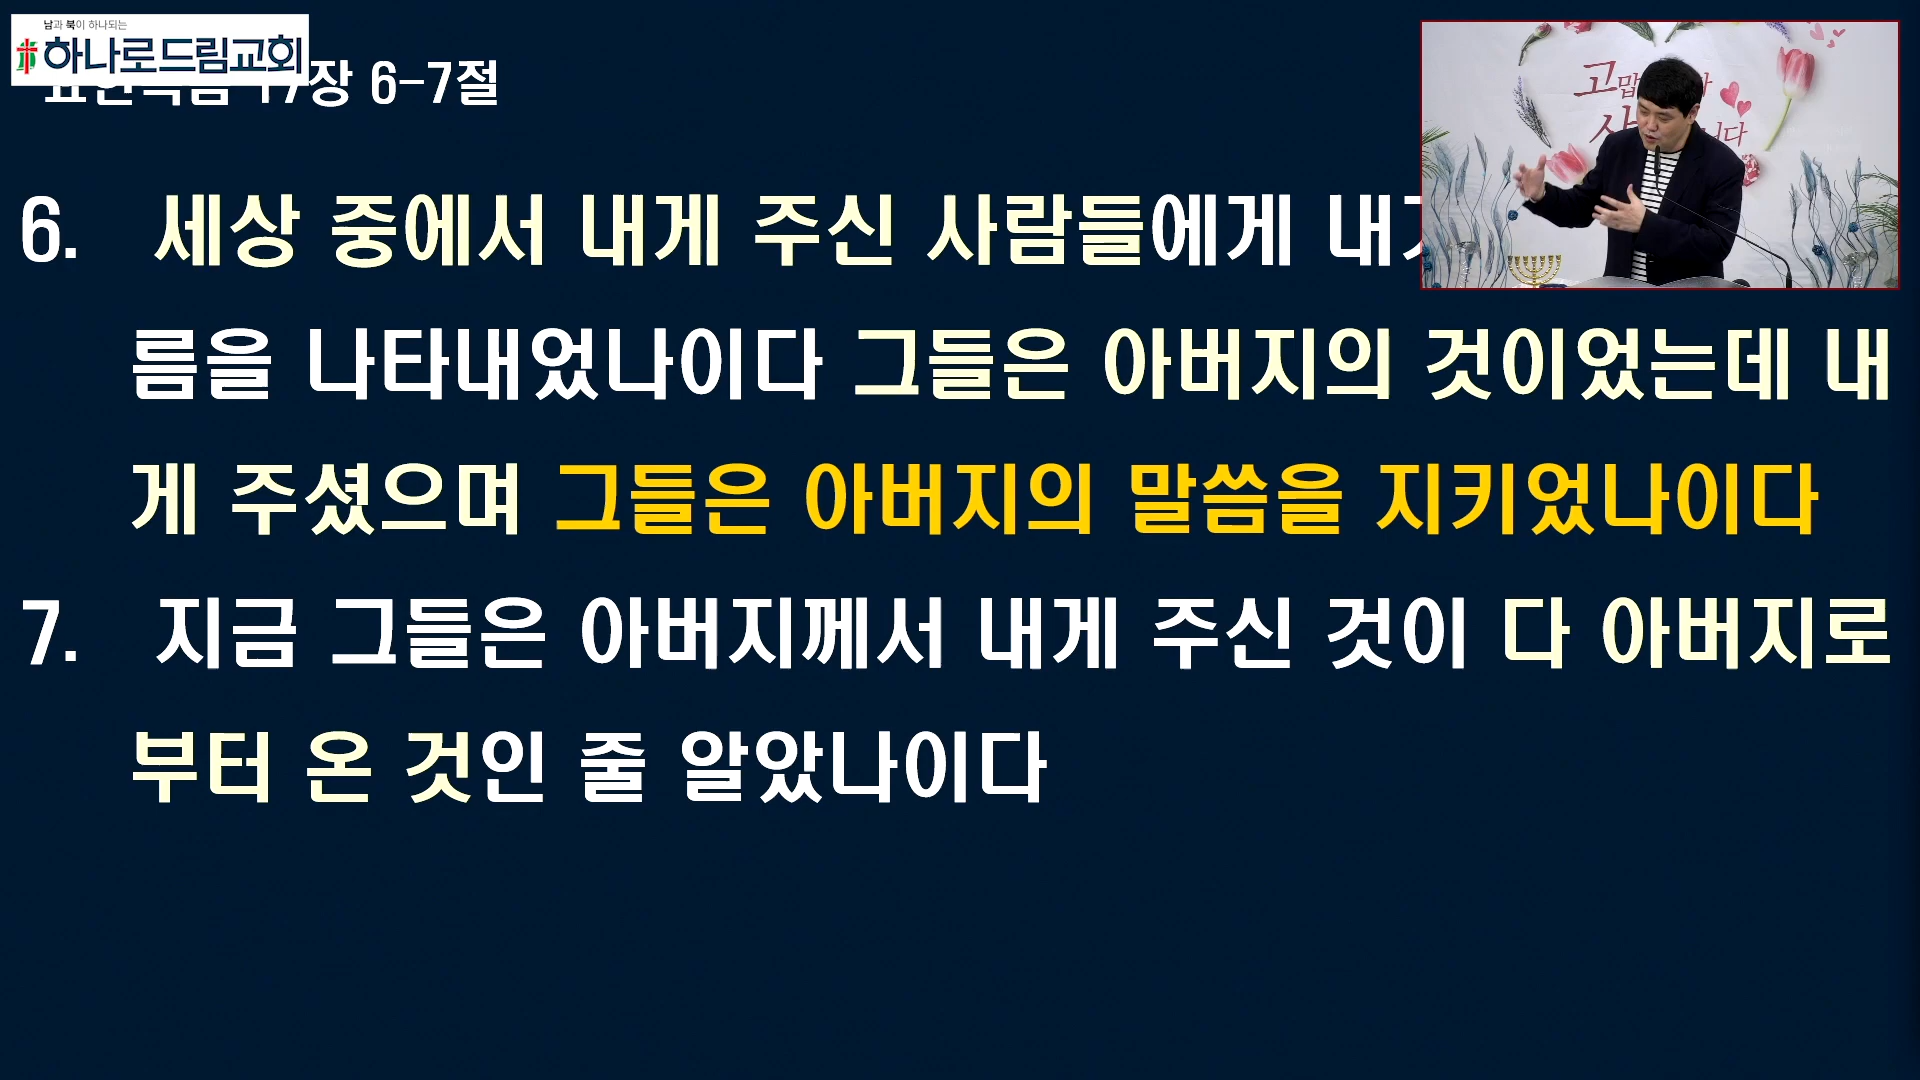 남과 북이 하나되는
하나로드림교회
17장 6-7절
고맙
사 니다
6. 세상 중에서 내게 주신 사람들에게 내
름을 나타내었나이다 그들은 아버지의 것이었는데 내
게 주셨으며 그들은 아버지의 말씀을 지키었나이다
7. 지금 그들은 아버지께서 내게 주신 것이 다 아버지로
부터 온 것인 줄 알았나이다